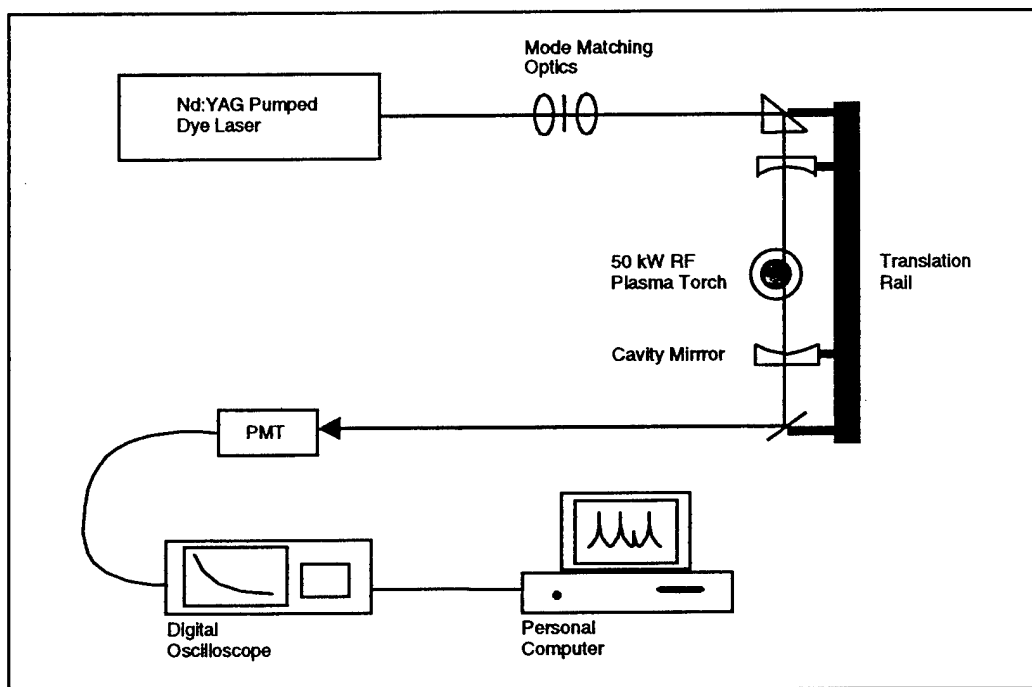 Mode Matching
Optics
Nd:YAG Pumped
Dye Laser
50 kW RF
Plasma Torch
Translation
Rail
Cavity Mirrror
PMT
Digital
Oscilloscope
Personal
Computer